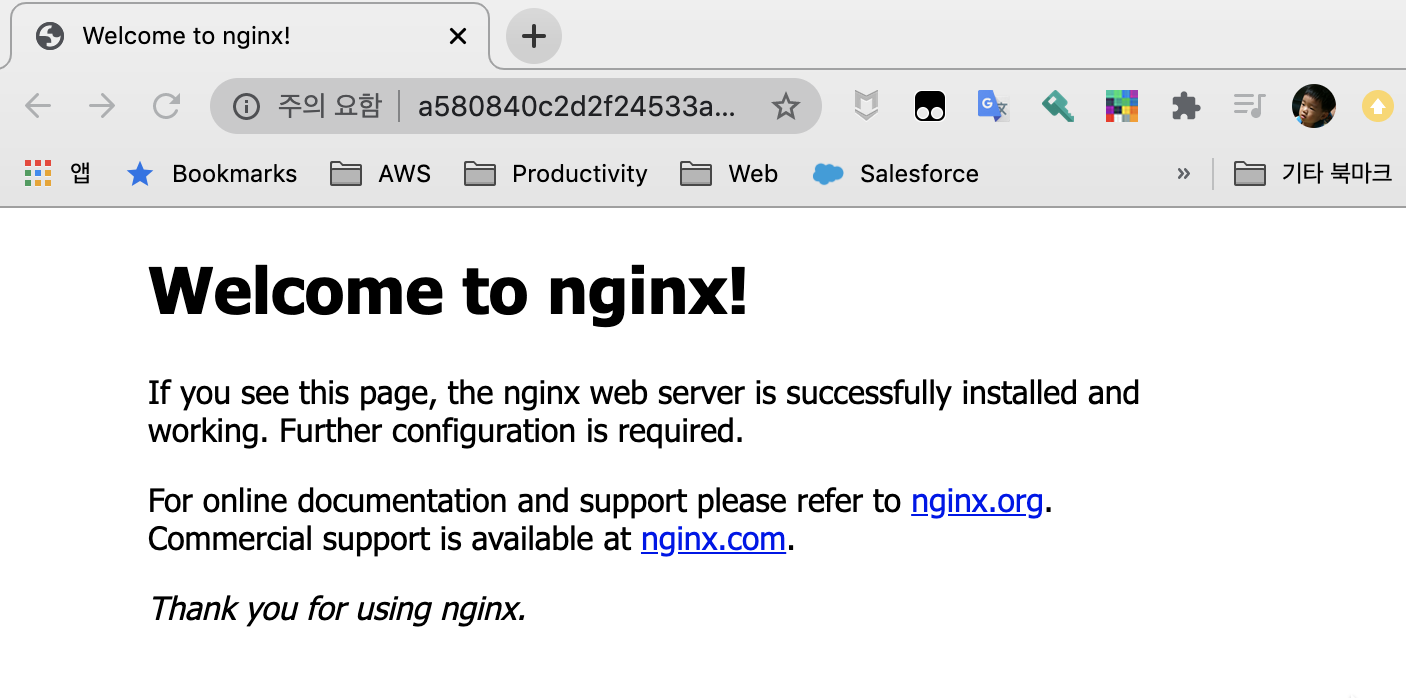 Welcome to nginx!
주의 요함 a580840c2d2f24533a...
앱 Bookmarks AWS Productivity Web Salesforce » 기타 북마크
Welcome to nginx!
If you see this page, the nginx web server is successfully installed and
working. Further configuration is required.
For online documentation and support please refer to nginx.org.
Commercial support is available at nginx.com.
Thank you for using nginx.